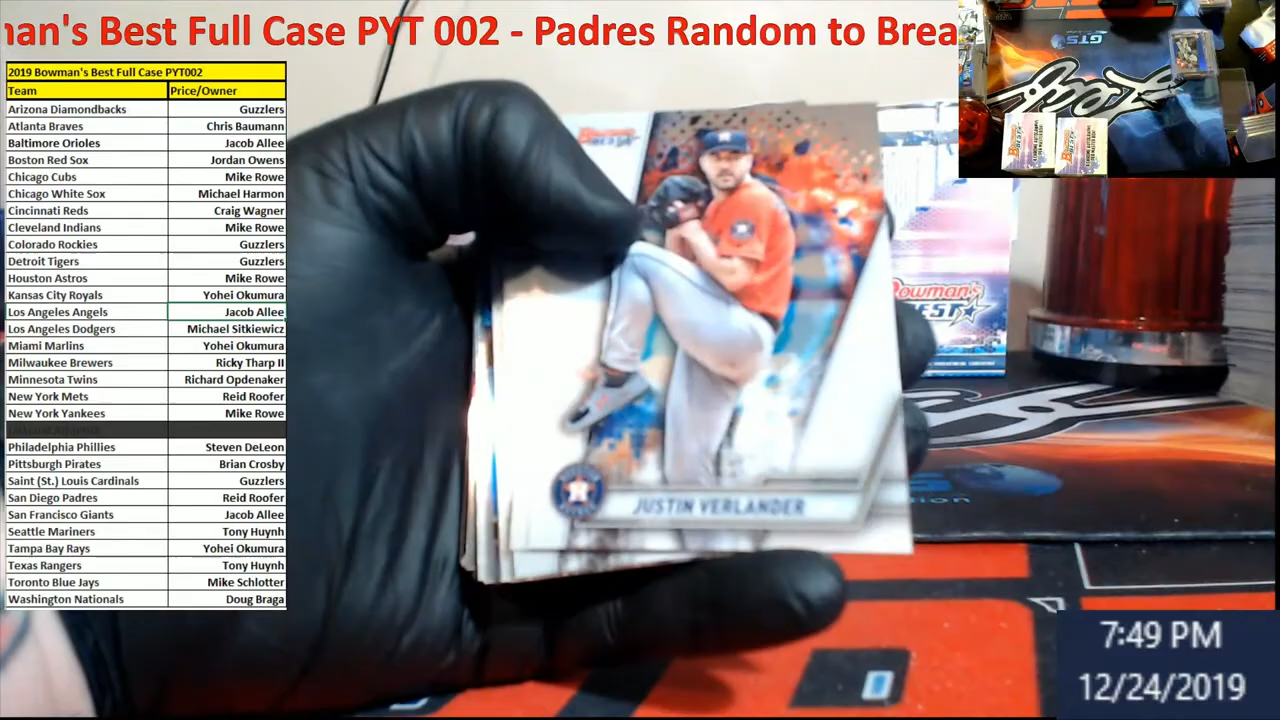 nan's Best Full Case PYT 002 - Padres Random to Brea
2019 Bowman's Best Full Case PYT002
Team Price/Owner
Arizona Diamondbacks Guzzlers
Atlanta Braves Chris Baumann
Baltimore Orioles Jacob Allee
Boston Red Sox Jordan Owens
Chicago Cubs Mike Rowe
Chicago White Sox Michael Harmon
Cincinnati Reds Craig Wagner
Cleveland Indians Mike Rowe
Colorado Rockies Guzzlers
Detroit Tigers Guzzlers
Houston Astros Mike Rowe
Kansas City Royals Yohei Okumura
Los Angeles Angels Jacob Allee
Los Angeles Dodgers Michael Sitkiewicz
Miami Marlins Yohei Okumura
Milwaukee Brewers Ricky Tharp II
Minnesota Twins Richard Opdenaker
New York Mets Reid Roofer
New York Yankees Mike Rowe
Philadelphia Phillies Steven DeLeon
Pittsburgh Pirates Brian Crosby
Saint (St.) Louis Cardinals Guzzlers
San Diego Padres Reid Roofer
San Francisco Giants Jacob Allee
Seattle Mariners Tony Huynh
Tampa Bay Rays Yohei Okumura
Texas Rangers Tony Huynh
Toronto Blue Jays Mike Schlotter
Washington Nationals Doug Braga
Bowman's
BEST
JUSTIN VERLANDER
Bowman's
BEST
GTS
7:49 PM
12/24/2019